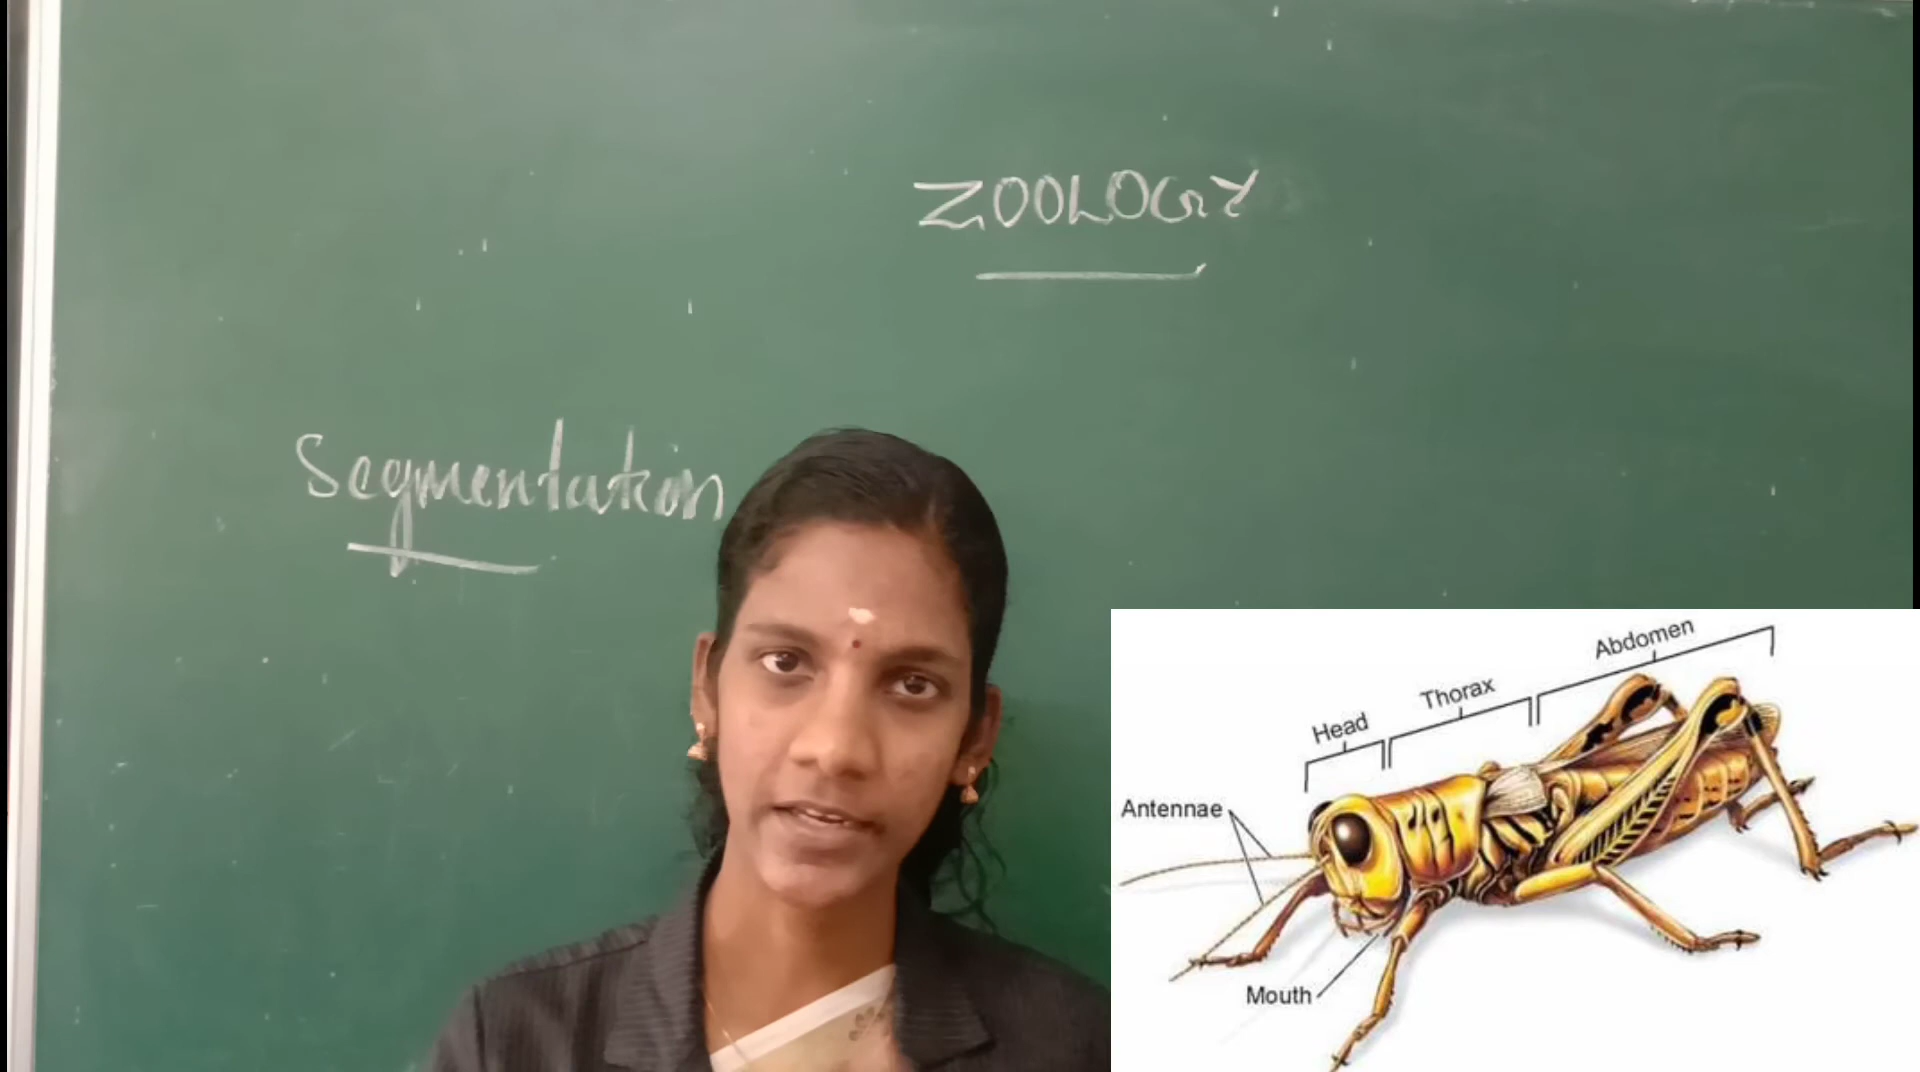 ZOOLOGY
Segmentation
Abdomen
Thorax
Head
Antennae
Mouth